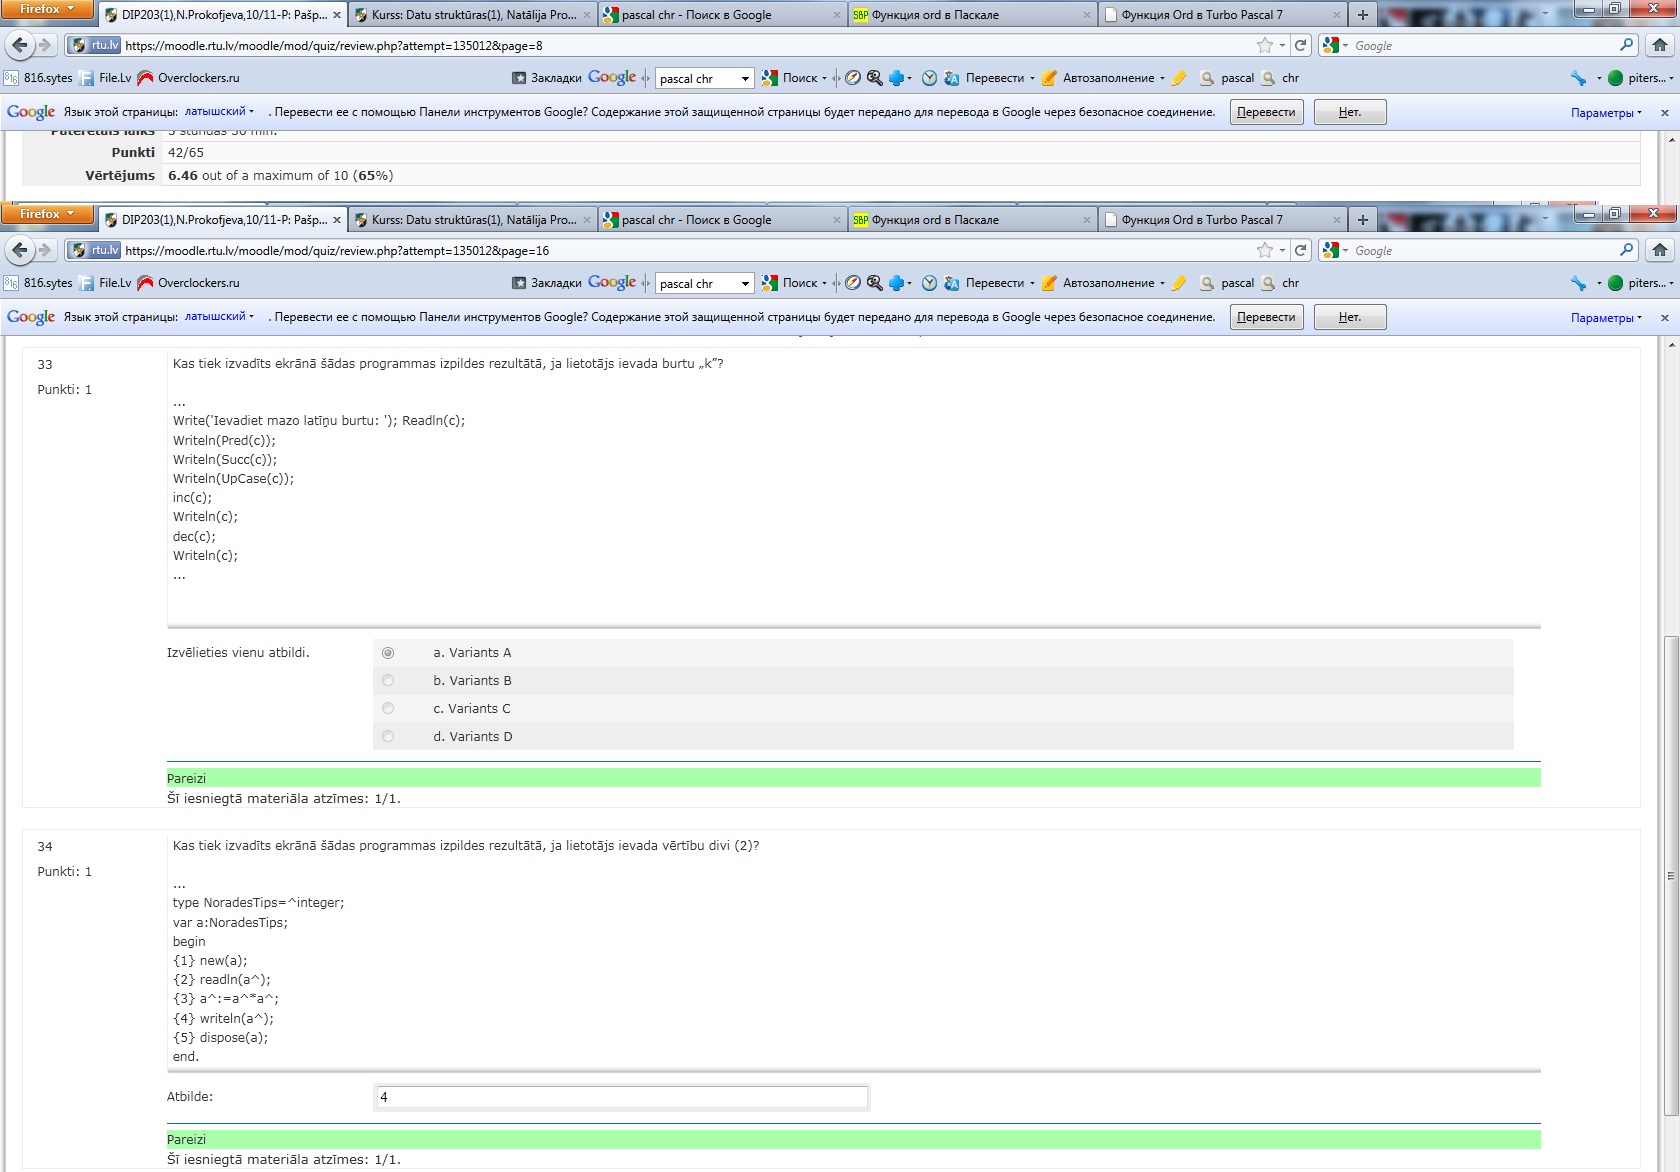 Firefox
DIP203(1),N.Prokofjeva,10/11-P: Pašp...
Kurss: Datu struktūras(1), Natālija Pro...
pascal chr - Поиск в Google
SBP Функция ord в Паскале
Функция Ord в Turbo Pascal 7
rtu.lv https://moodle.rtu.lv/moodle/mod/quiz/review.php?attempt=135012&page=8
Google
816.sytes File.Lv Overclockers.ru Закладки Google pascal chr Поиск Перевести Автозаполнение pascal chr piters...
Google Язык этой страницы: латышский . Перевести ее с помощью Панели инструментов Google? Содержание этой защищенной страницы будет передано для перевода в Google через безопасное соединение. Перевести Нет. Параметры
Patērētais laiks 3 stundas 30 min.
Punkti 42/65
Vērtējums 6.46 out of a maximum of 10 (65%)
Firefox
DIP203(1),N.Prokofjeva,10/11-P: Pašp...
Kurss: Datu struktūras(1), Natālija Pro...
pascal chr - Поиск в Google
SBP Функция ord в Паскале
Функция Ord в Turbo Pascal 7
rtu.lv https://moodle.rtu.lv/moodle/mod/quiz/review.php?attempt=135012&page=16
Google
816.sytes File.Lv Overclockers.ru Закладки Google pascal chr Поиск Перевести Автозаполнение pascal chr piters...
Google Язык этой страницы: латышский . Перевести ее с помощью Панели инструментов Google? Содержание этой защищенной страницы будет передано для перевода в Google через безопасное соединение. Перевести Нет. Параметры
33
Punkti: 1
Kas tiek izvadīts ekrānā šādas programmas izpildes rezultātā, ja lietotājs ievada burtu „k”?
...
Write('Ievadiet mazo latīņu burtu: '); Readln(c);
Writeln(Pred(c));
Writeln(Succ(c));
Writeln(UpCase(c));
inc(c);
Writeln(c);
dec(c);
Writeln(c);
...
Izvēlieties vienu atbildi.
a. Variants A
b. Variants B
c. Variants C
d. Variants D
Pareizi
Šī iesniegtā materiāla atzīmes: 1/1.
34
Punkti: 1
Kas tiek izvadīts ekrānā šādas programmas izpildes rezultātā, ja lietotājs ievada vērtību divi (2)?
...
type NoradesTips=^integer;
var a:NoradesTips;
begin
{1} new(a);
{2} readln(a^);
{3} a^:=a^*a^;
{4} writeln(a^);
{5} dispose(a);
end.
Atbilde:
4
Pareizi
Šī iesniegtā materiāla atzīmes: 1/1.